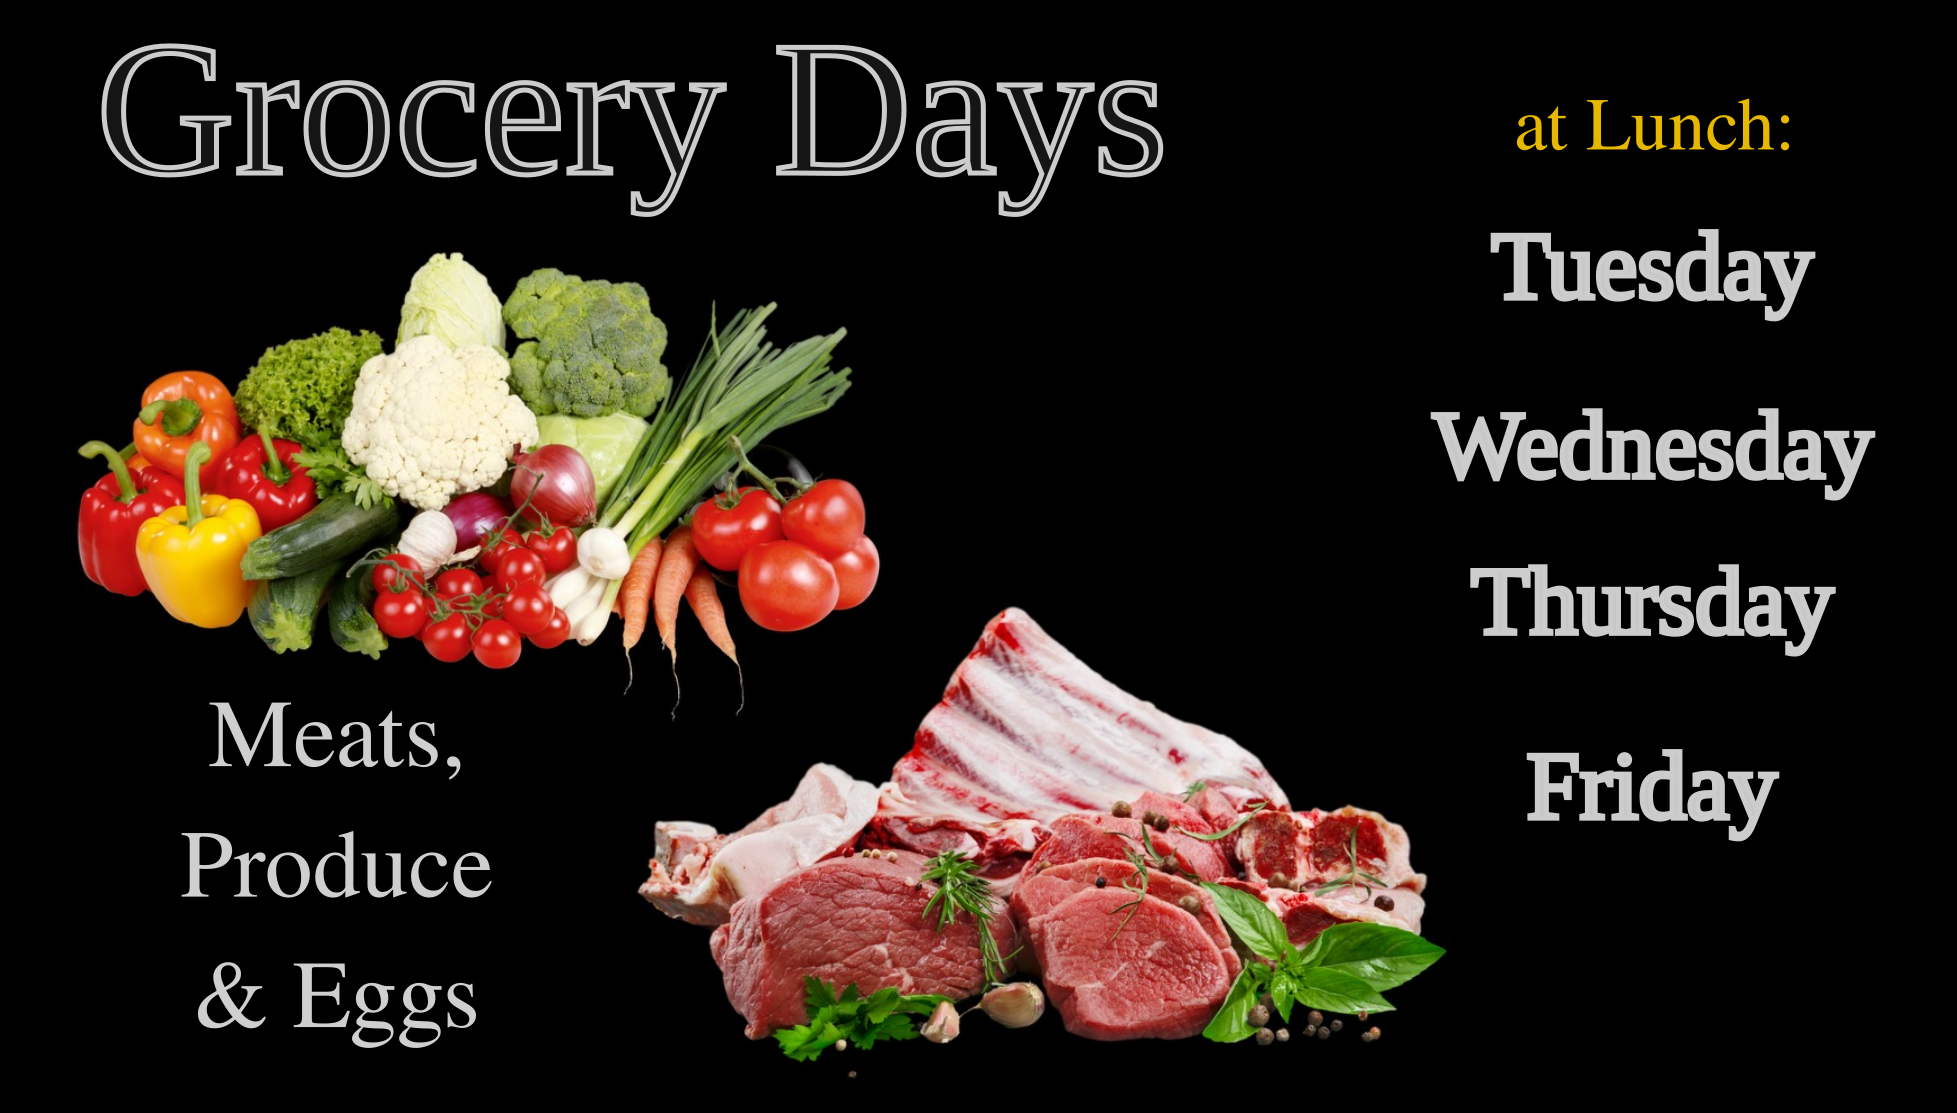 Grocery Days
at Lunch:
Tuesday
Wednesday
Thursday
Friday
Meats,
Produce
& Eggs